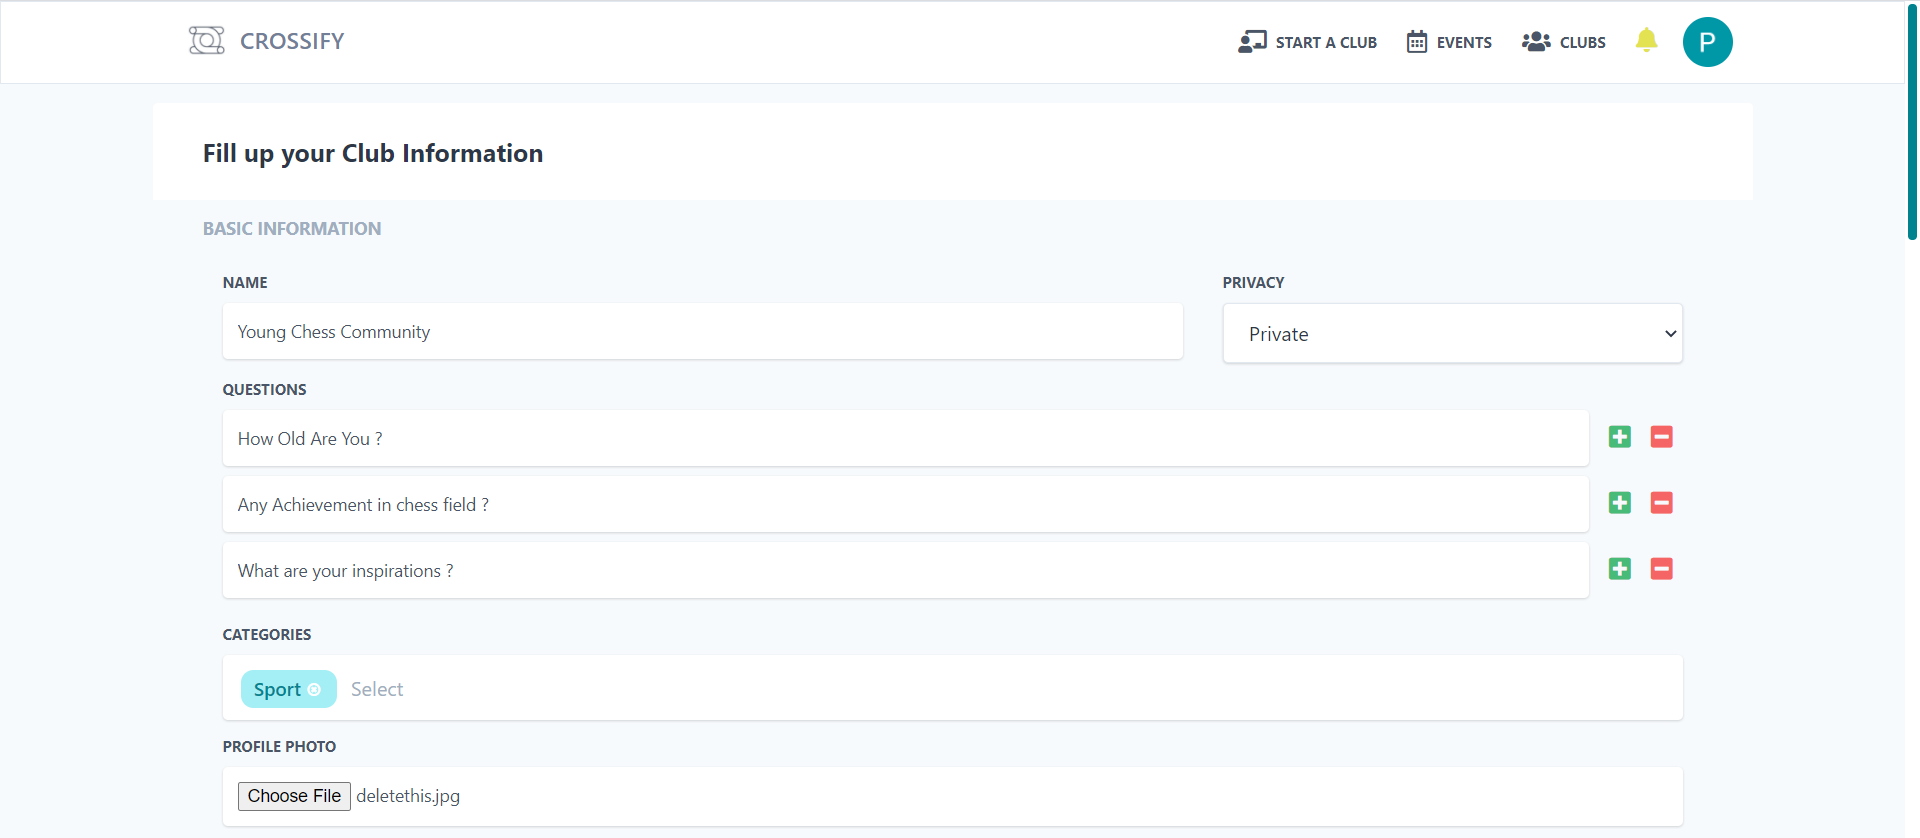 CROSSIFY
START A CLUB
EVENTS
CLUBS
P
Fill up your Club Information
BASIC INFORMATION
NAME
PRIVACY
Young Chess Community
Private
QUESTIONS
How Old Are You ?
Any Achievement in chess field ?
What are your inspirations ?
CATEGORIES
Sport Select
PROFILE PHOTO
Choose File deletethis.jpg